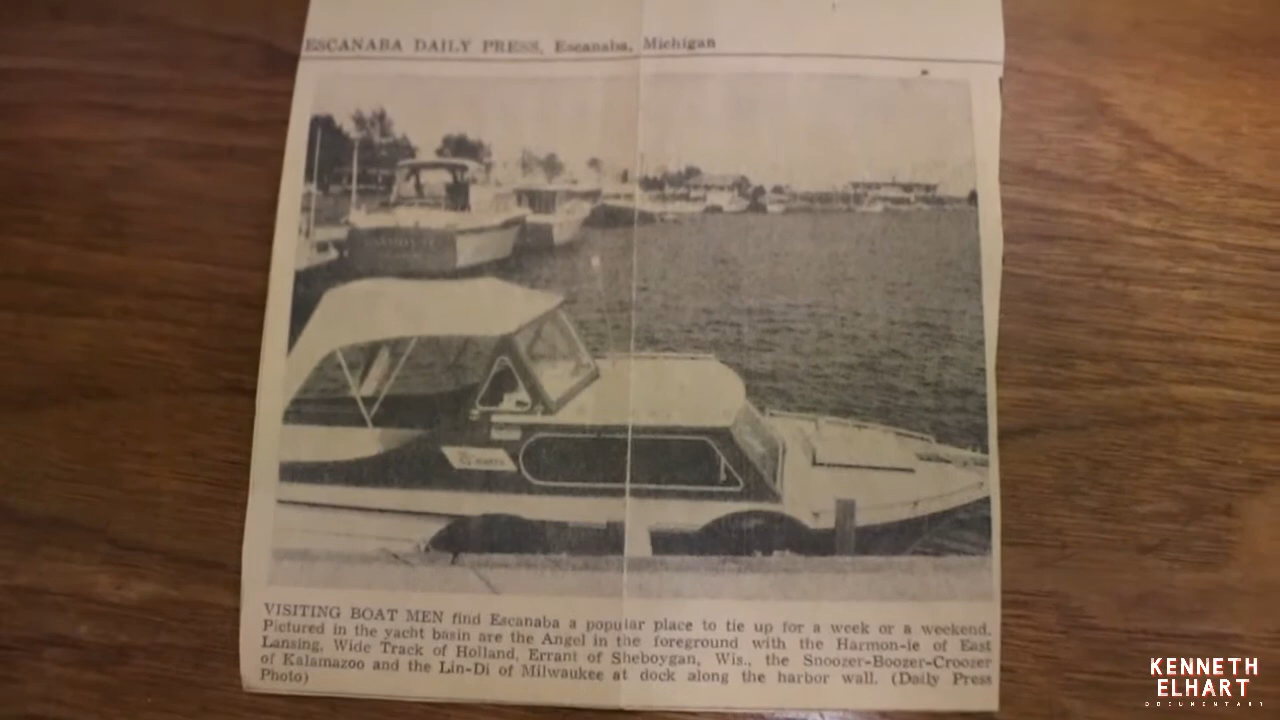 ESCANABA DAILY PRESS, Escanaba, Michigan
VISITING BOAT MEN find Escanaba a popular place to tie up for a week or a weekend.
Pictured in the yacht basin are the Angel in the foreground with the Harmon-ie of East
Lansing, Wide Track of Holland, Errant of Sheboygan, Wis., the Snoozer-Boozer-Croozer
of Kalamazoo and the Lin-Di of Milwaukee at dock along the harbor wall. (Daily Press
Photo)
KENNETH
ELHART
DOCUMENTARY